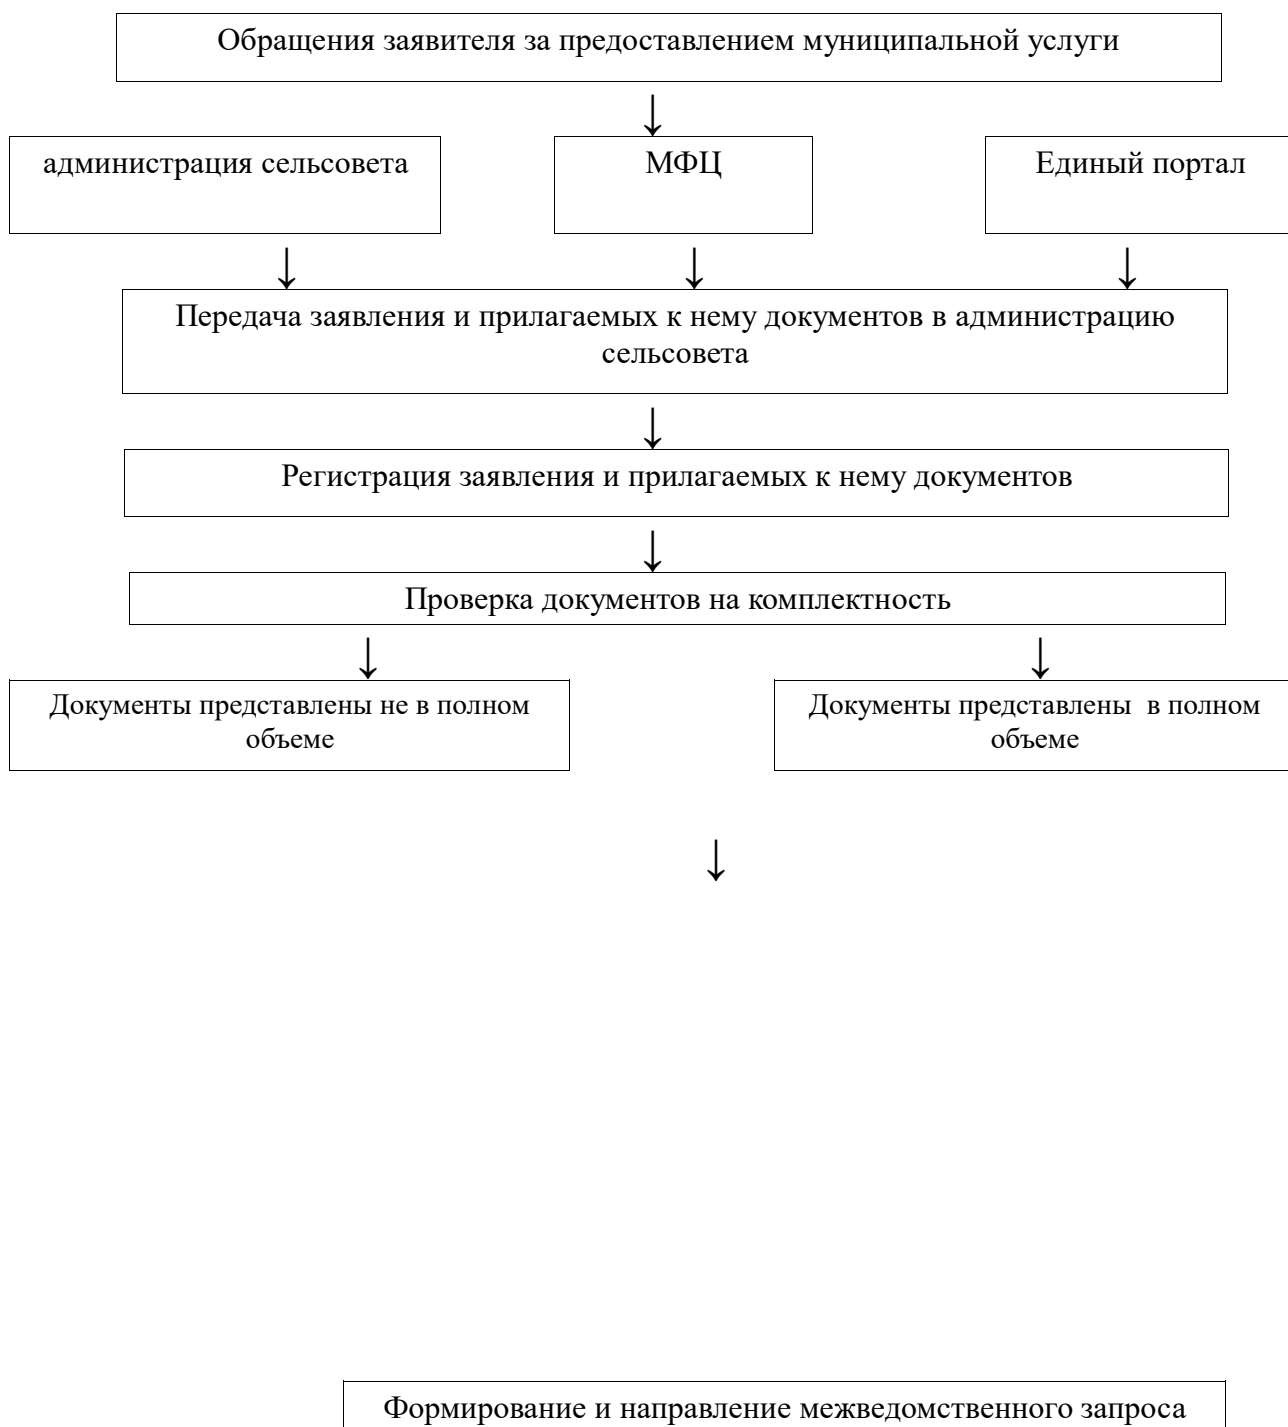 Обращения заявителя за предоставлением муниципальной услуги
администрация сельсовета
МФЦ
Единый портал
Передача заявления и прилагаемых к нему документов в администрацию
сельсовета
Регистрация заявления и прилагаемых к нему документов
Проверка документов на комплектность
Документы представлены не в полном
объеме
Документы представлены в полном
объеме
Формирование и направление межведомственного запроса